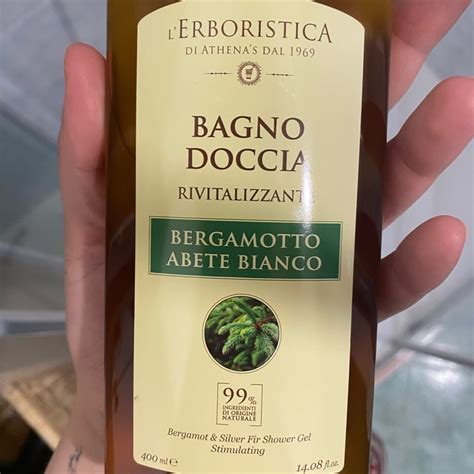 L'ERBORISTICA
DI ATHENA'S DAL 1969
BAGNO
DOCCIA
RIVITALIZZANT
BERGAMOTTO
ABETE BIANCO
99%
INGREDIENTI
DI ORIGINE
NATURALE
Bergamot & Silver Fir Shower Gel
Stimulating
400 ml ℮
14.08 fl.oz.